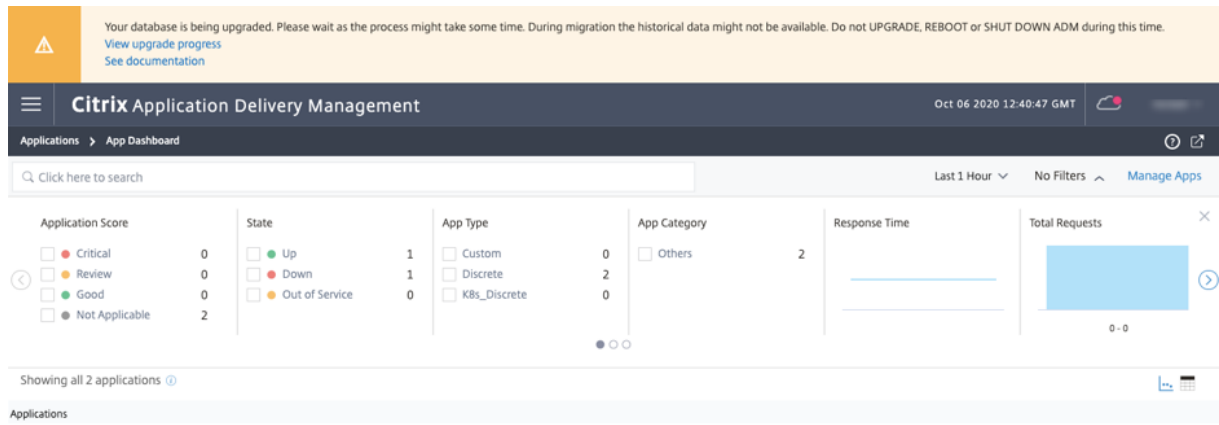 Your database is being upgraded. Please wait as the process might take some time. During migration the historical data might not be available. Do not UPGRADE, REBOOT or SHUT DOWN ADM during this time.
View upgrade progress
See documentation
Citrix Application Delivery Management
Oct 06 2020 12:40:47 GMT
Applications > App Dashboard
Click here to search
Last 1 Hour
No Filters
Manage Apps
Application Score
Critical 0
Review 0
Good 0
Not Applicable 2
State
Up 1
Down 1
Out of Service 0
App Type
Custom 0
Discrete 2
K8s_Discrete 0
App Category
Others 2
Response Time
Total Requests
0 - 0
Showing all 2 applications
Applications